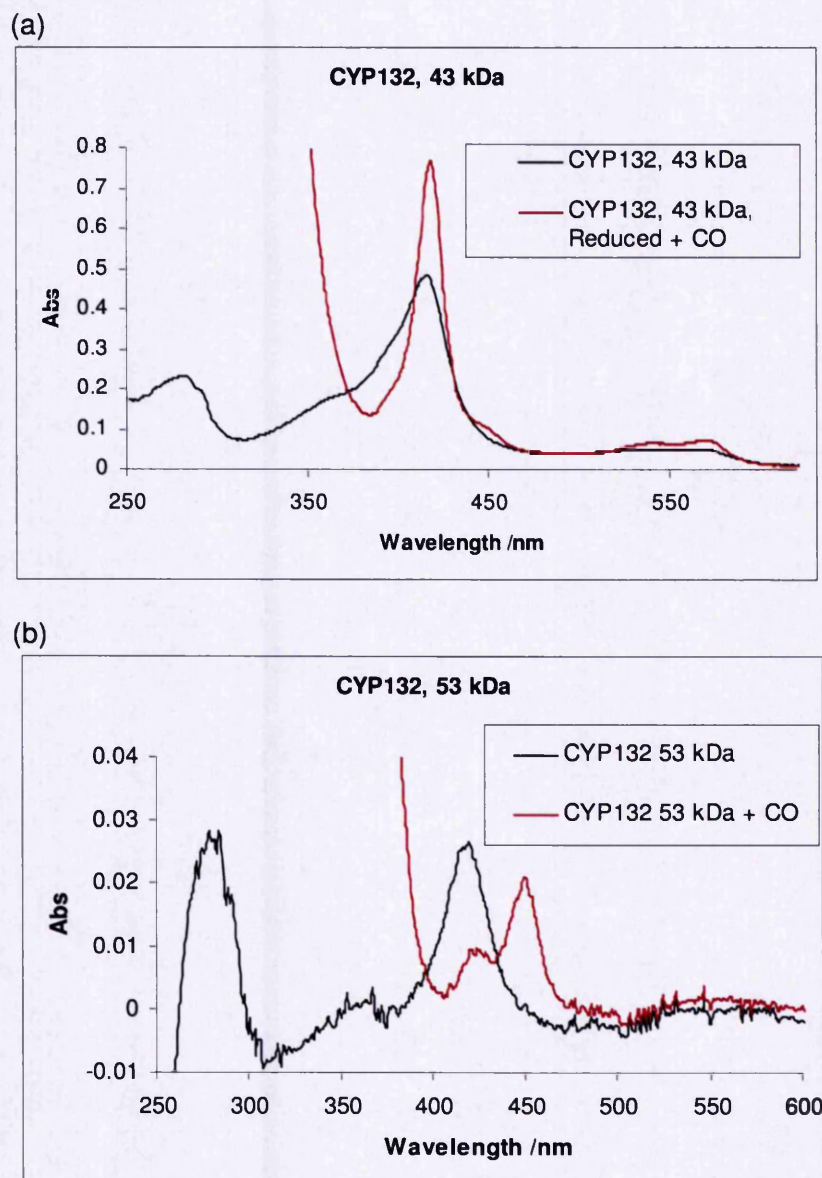 (a)
CYP132, 43 kDa
0.8
0.7
0.6
0.5
0.4
0.3
0.2
0.1
0
Abs
CYP132, 43 kDa
CYP132, 43 kDa,
Reduced + CO
250 350 450 550
Wavelength /nm
(b)
CYP132, 53 kDa
0.04
0.03
0.02
0.01
0
-0.01
Abs
CYP132 53 kDa
CYP132 53 kDa + CO
250 300 350 400 450 500 550 600
Wavelength /nm